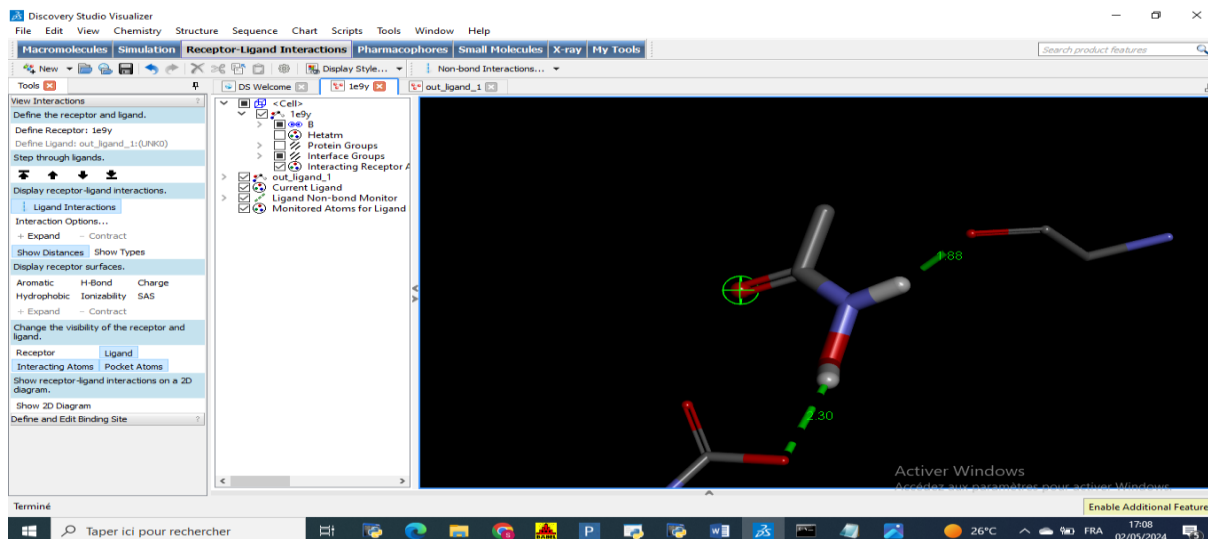 Discovery Studio Visualizer
File Edit View Chemistry Structure Sequence Chart Scripts Tools Window Help
Macromolecules Simulation Receptor-Ligand Interactions Pharmacophores Small Molecules X-ray My Tools
Search product features
New Display Style... Non-bond Interactions...
Tools DS Welcome 1e9y out_ligand_1
View Interactions ?
Define the receptor and ligand.
Define Receptor: 1e9y
Define Ligand: out_ligand_1:(UNK0)
Step through ligands.
Display receptor-ligand interactions.
Ligand Interactions
Interaction Options...
+ Expand - Contract
Show Distances Show Types
Display receptor surfaces.
Aromatic H-Bond Charge
Hydrophobic Ionizability SAS
+ Expand - Contract
Change the visibility of the receptor and
ligand.
Receptor Ligand
Interacting Atoms Pocket Atoms
Show receptor-ligand interactions on a 2D
diagram.
Show 2D Diagram
Define and Edit Binding Site ?
<Cell>
1e9y
B
Hetatm
Protein Groups
Interface Groups
Interacting Receptor A
out_ligand_1
Current Ligand
Ligand Non-bond Monitor
Monitored Atoms for Ligand
1.88
2.30
Activer Windows
Accédez aux paramètres pour activer Windows.
Terminé
Enable Additional Feature
Taper ici pour rechercher
26°C FRA 17:08
02/05/2024 5